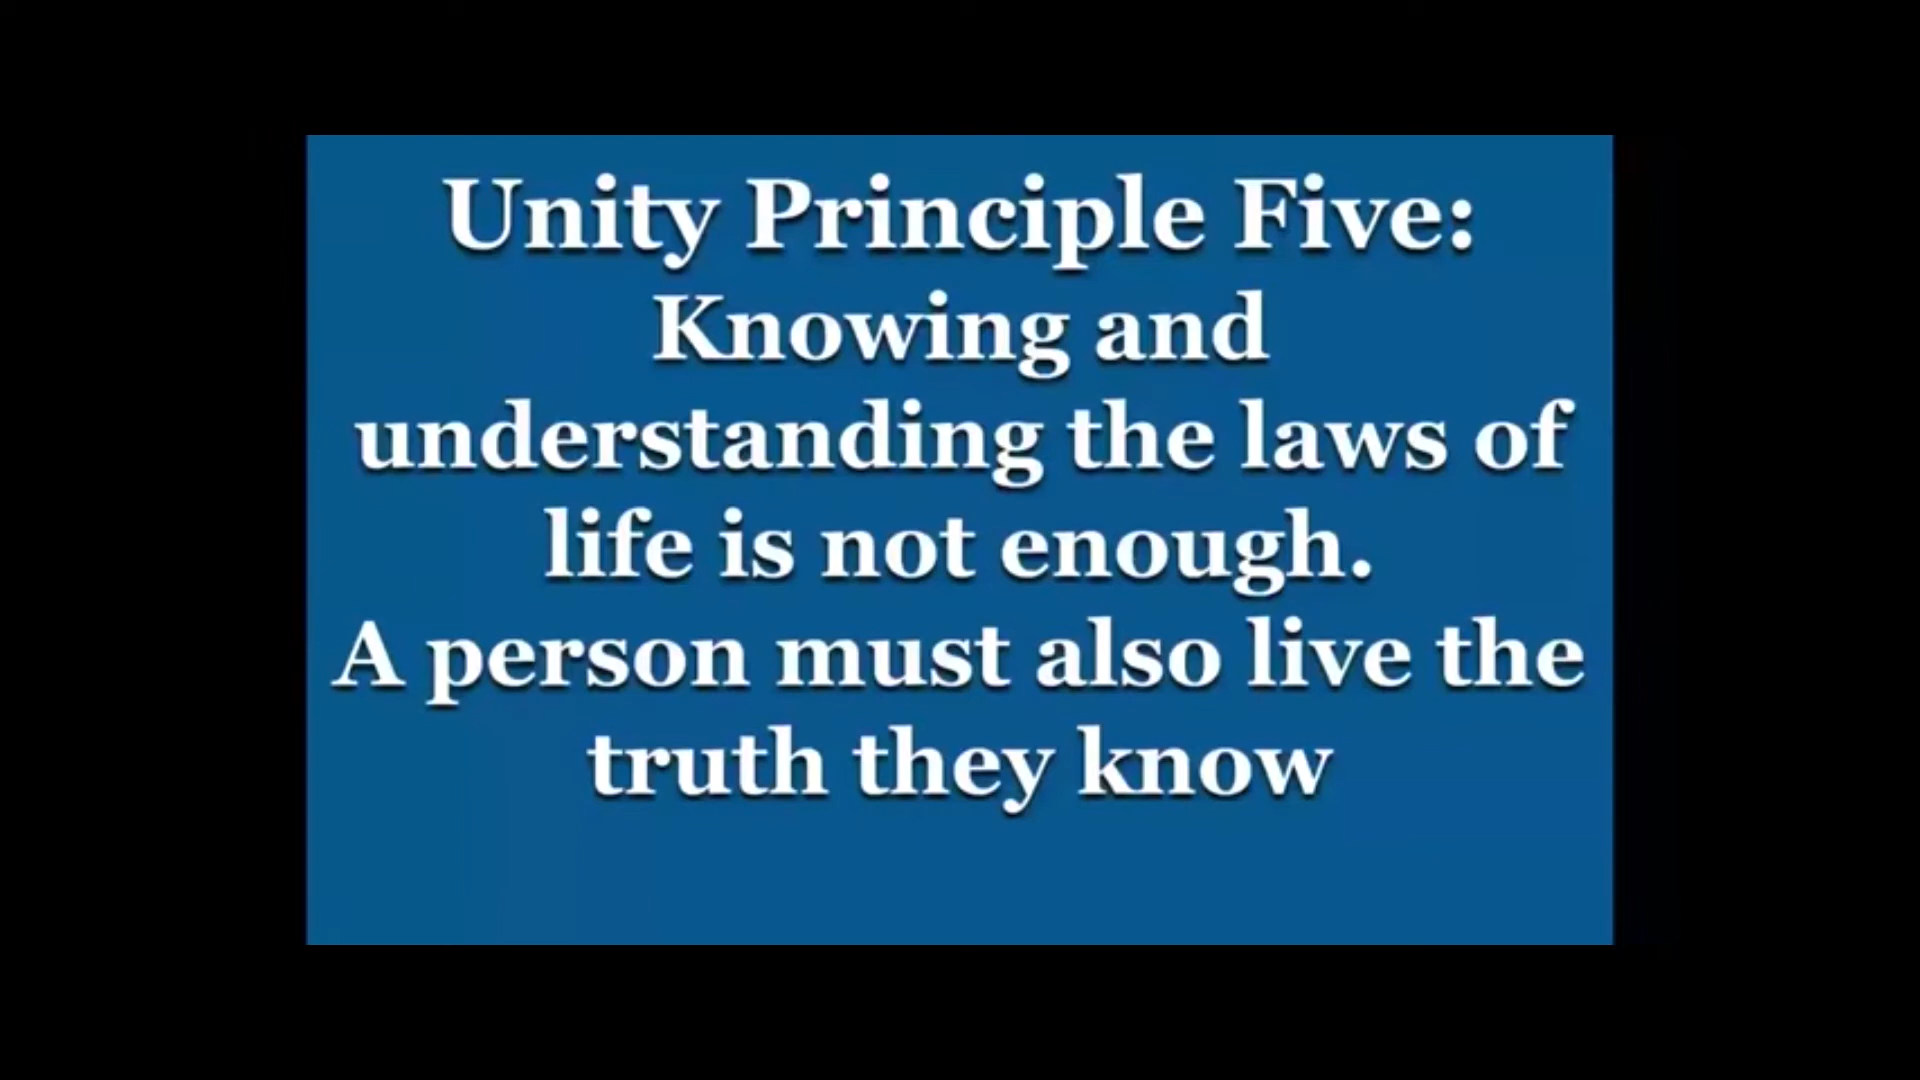 Unity Principle Five:
Knowing and
understanding the laws of
life is not enough.
A person must also live the
truth they know